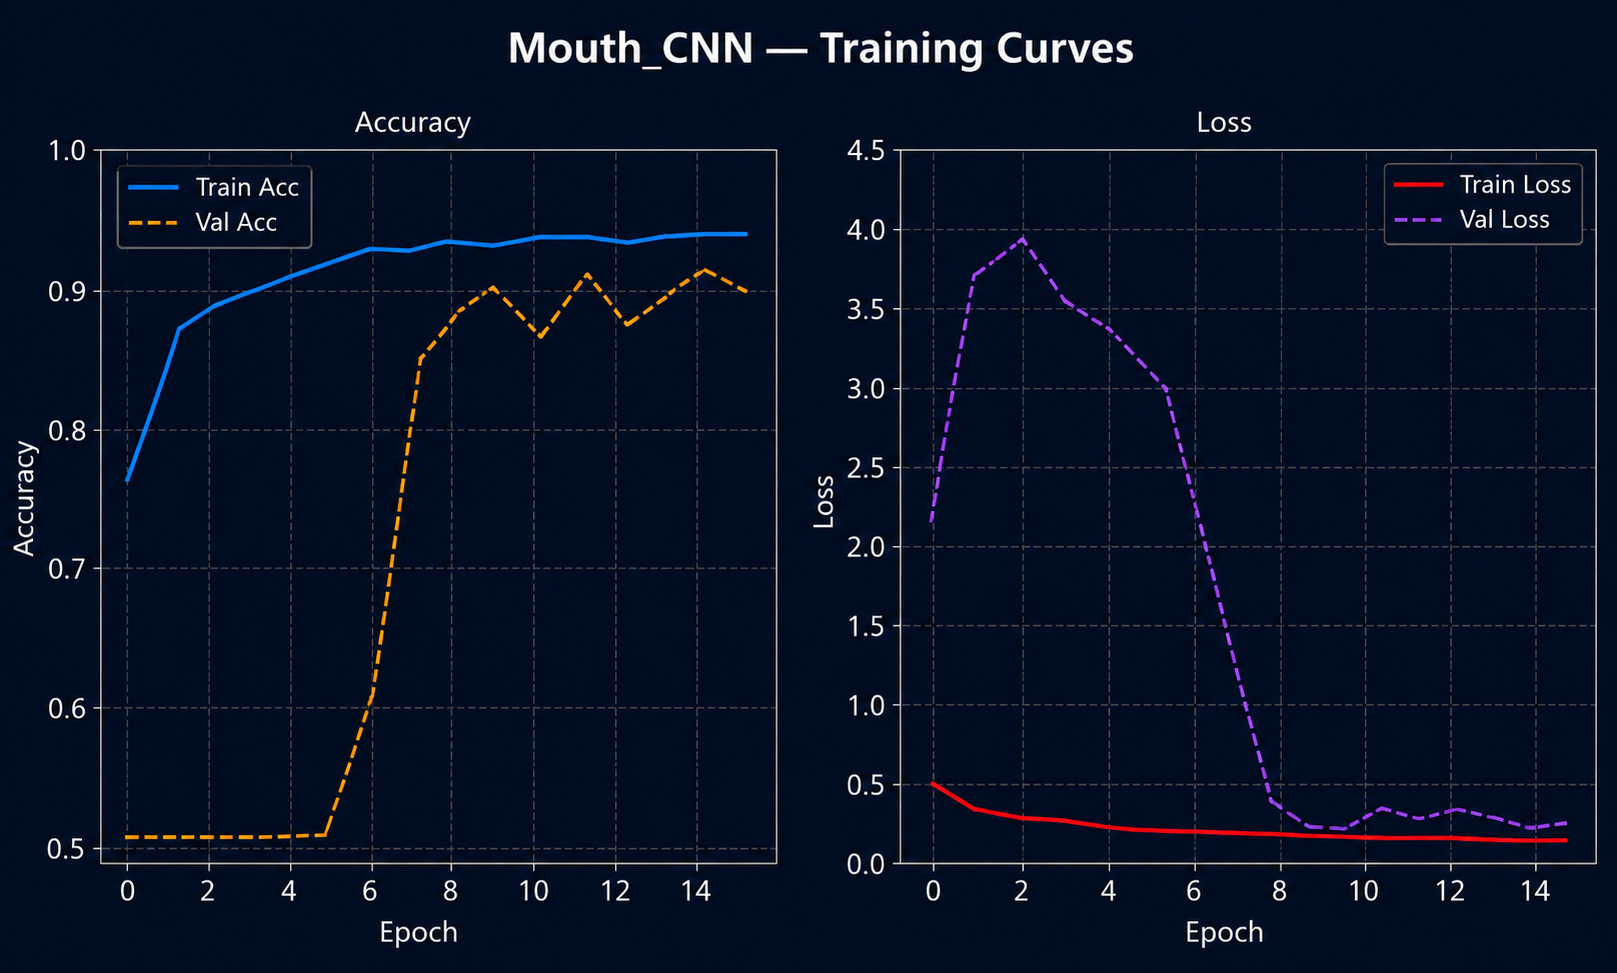 Mouth_CNN — Training Curves
Accuracy
1.0
0.9
0.8
0.7
0.6
0.5
Accuracy
Train Acc
Val Acc
0 2 4 6 8 10 12 14
Epoch
Loss
4.5
4.0
3.5
3.0
2.5
2.0
1.5
1.0
0.5
0.0
Loss
Train Loss
Val Loss
0 2 4 6 8 10 12 14
Epoch